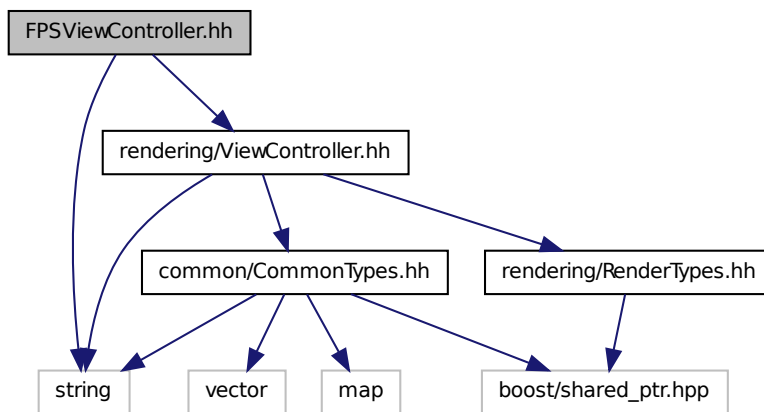 FPSViewController.hh
rendering/ViewController.hh
common/CommonTypes.hh
rendering/RenderTypes.hh
string
vector
map
boost/shared_ptr.hpp